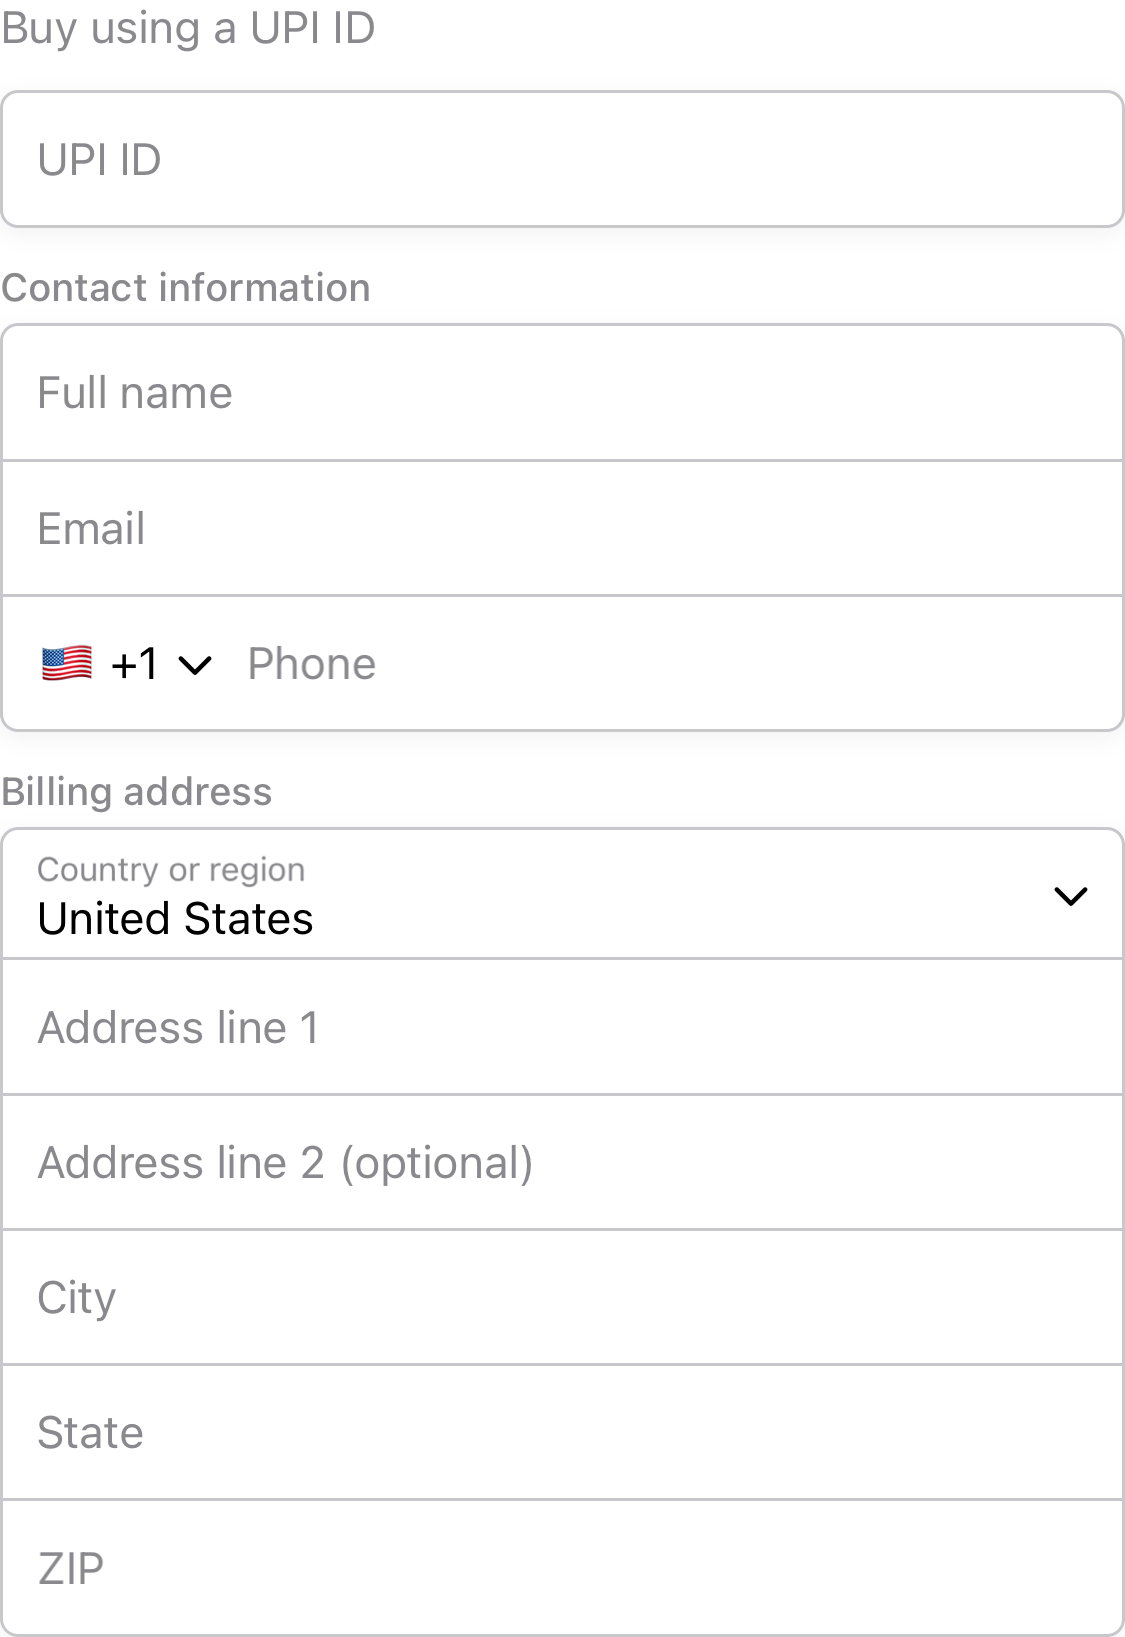 Buy using a UPI ID
UPI ID
Contact information
Full name
Email
🇺🇸 +1 Phone
Billing address
Country or region
United States
Address line 1
Address line 2 (optional)
City
State
ZIP